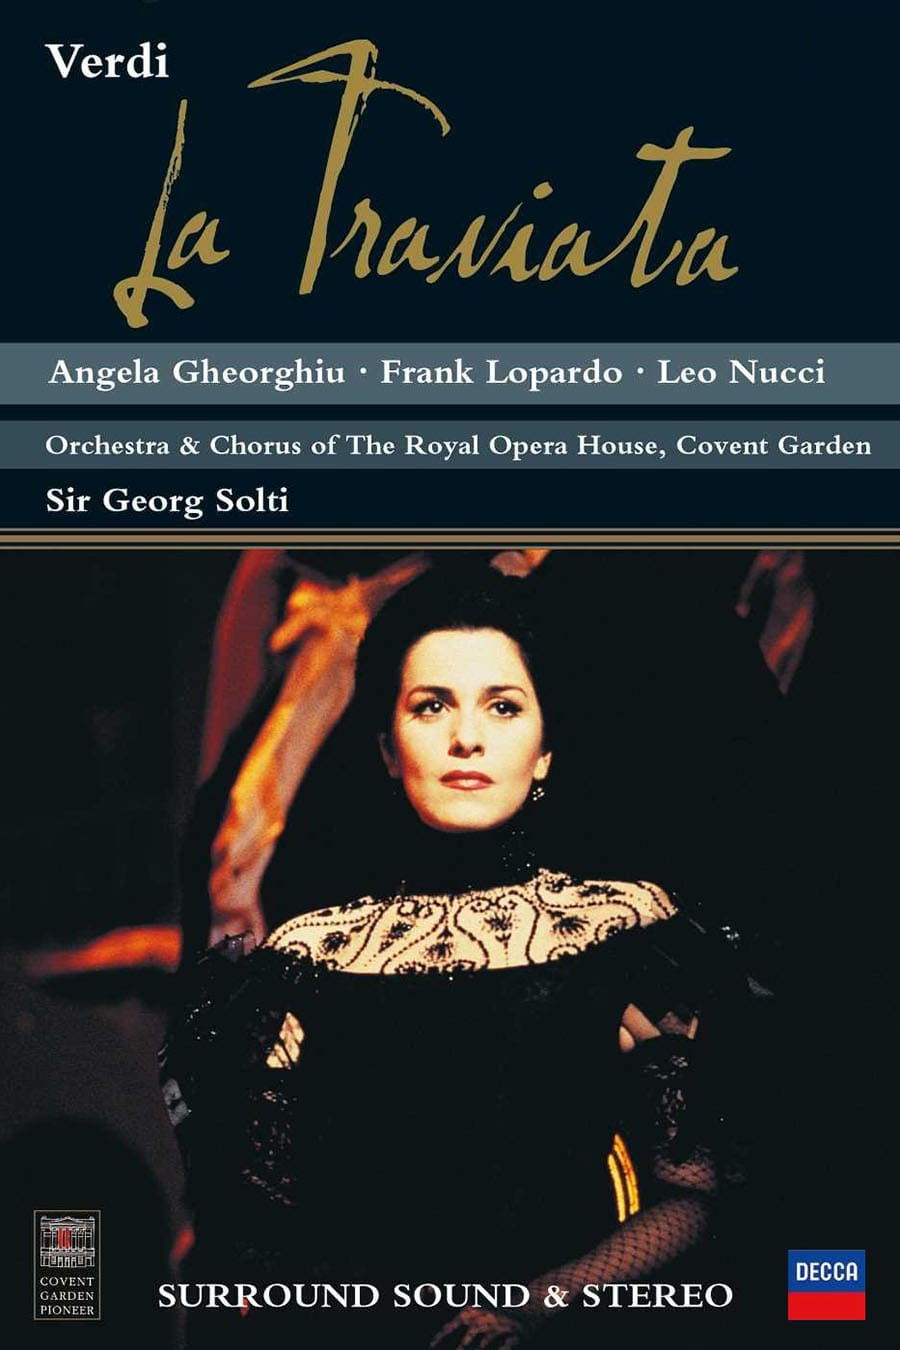 Verdi
La Traviata
Angela Gheorghiu · Frank Lopardo · Leo Nucci
Orchestra & Chorus of The Royal Opera House, Covent Garden
Sir Georg Solti
COVENT
GARDEN
PIONEER
SURROUND SOUND & STEREO
DECCA